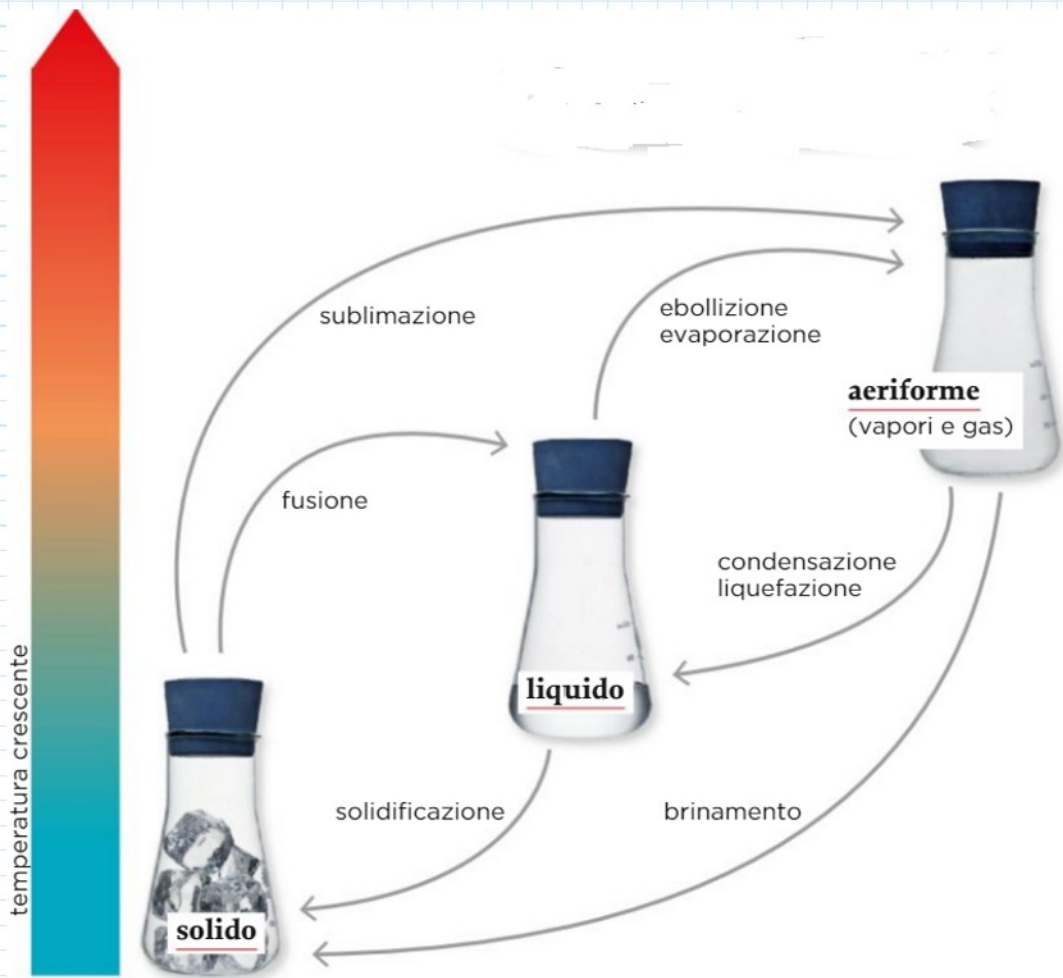 sublimazione
ebollizione
evaporazione
aeriforme
(vapori e gas)
fusione
condensazione
liquefazione
temperatura crescente
liquido
solidificazione
brinamento
solido